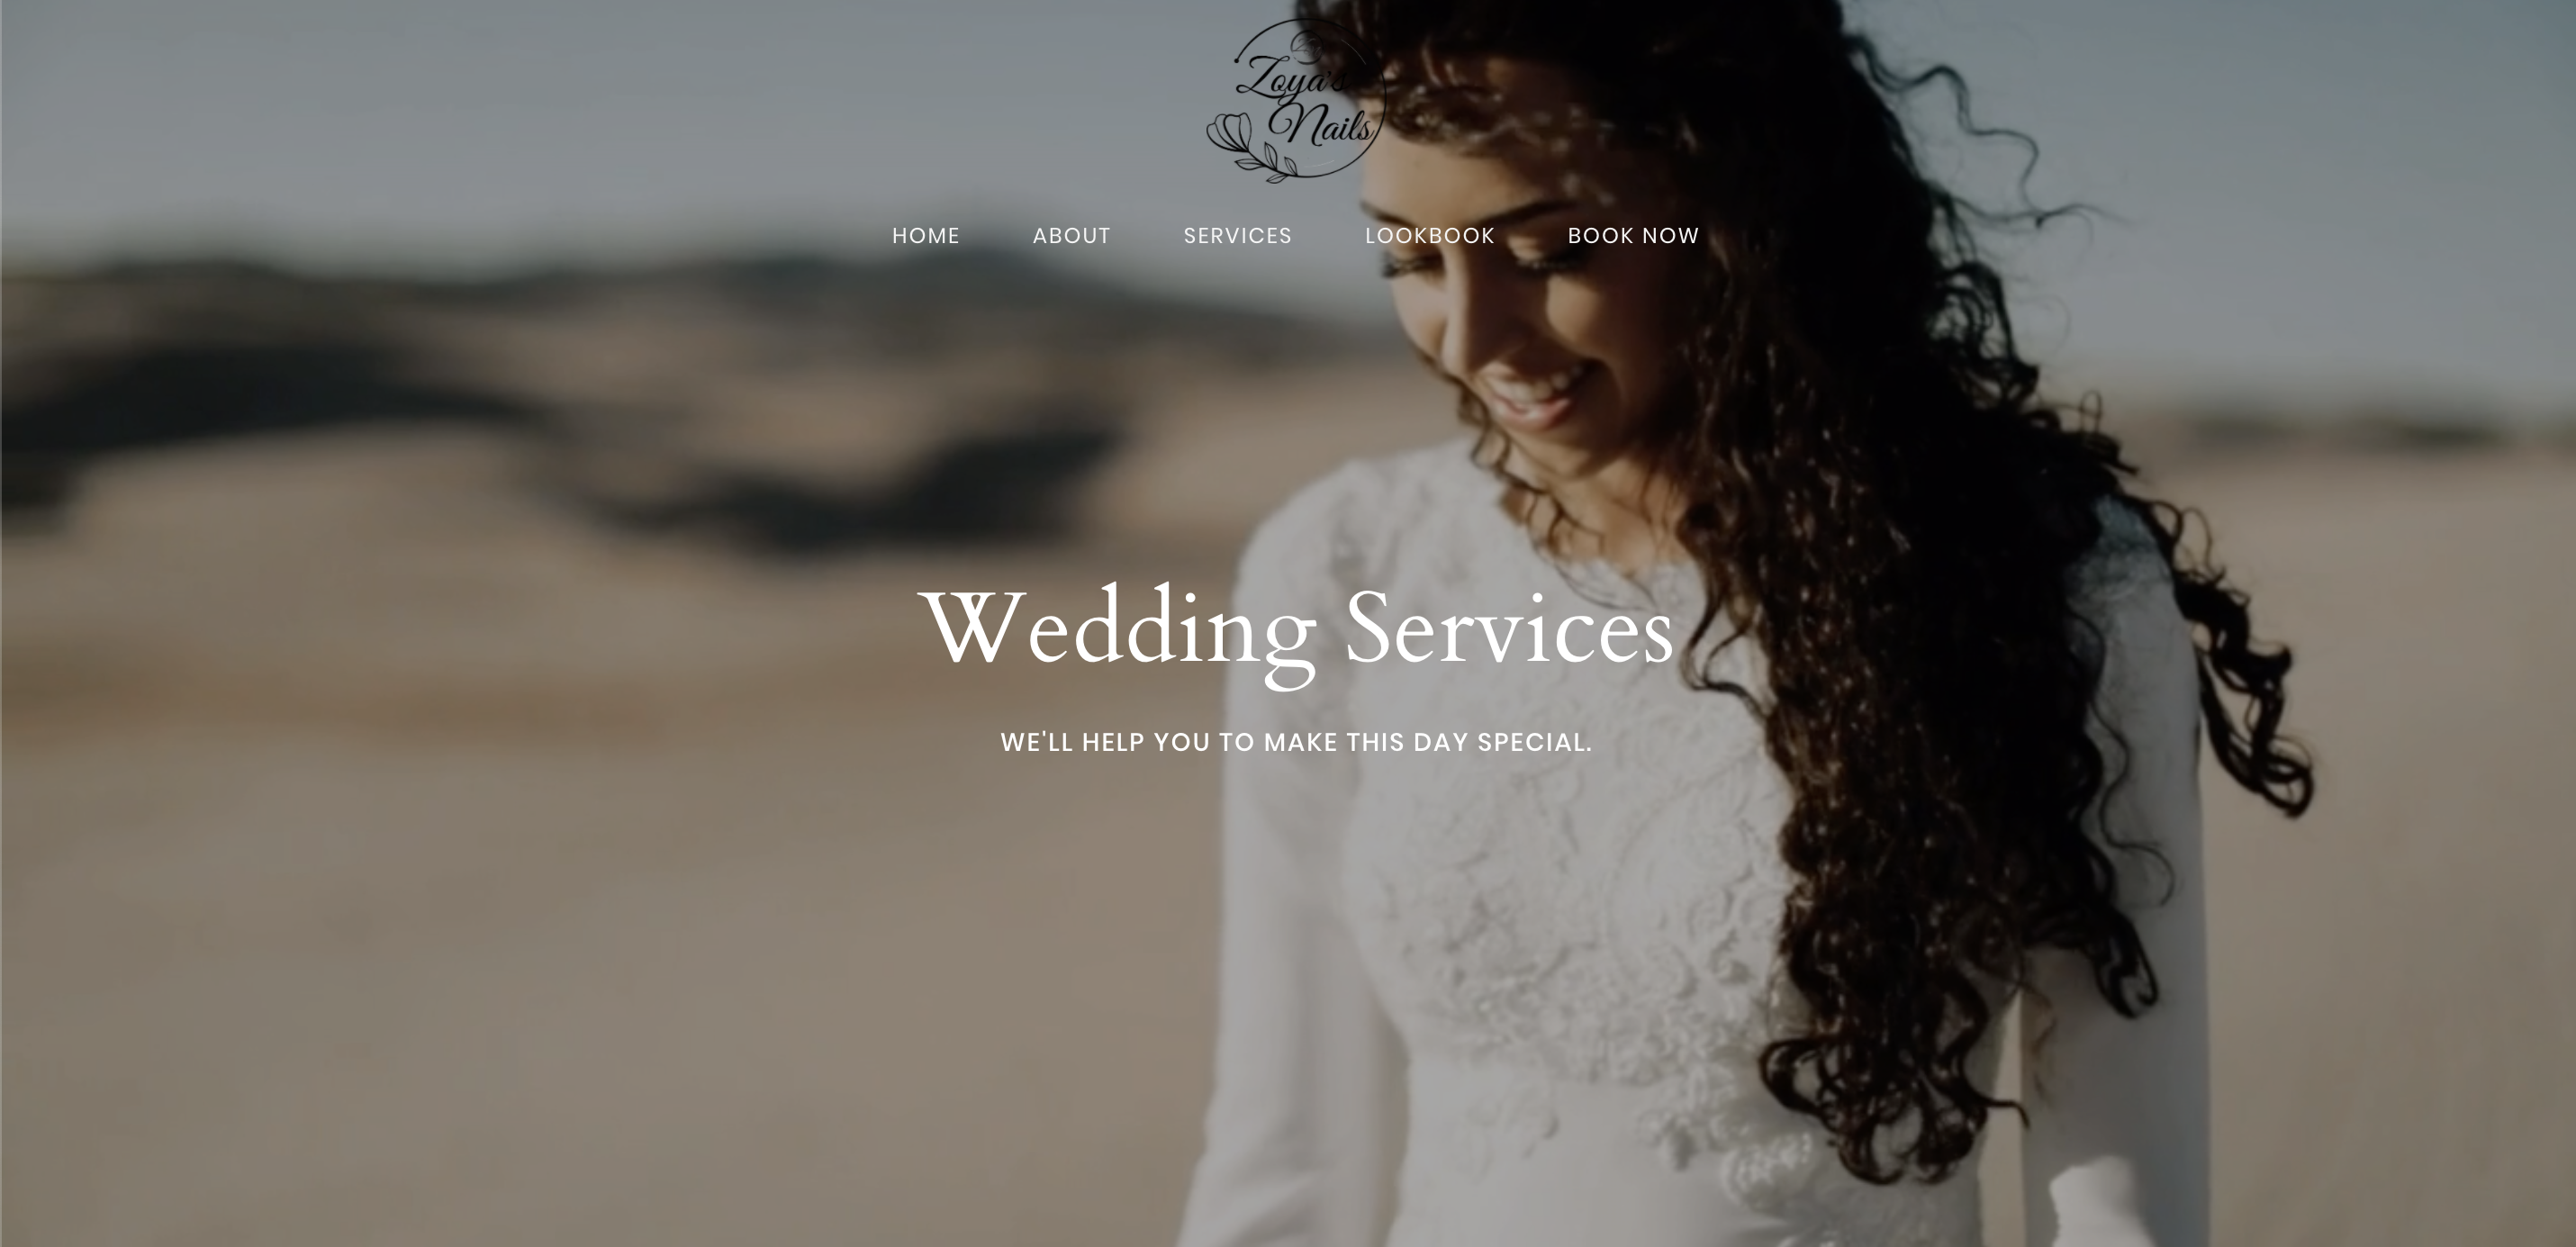 Zoya's
Nails
HOME ABOUT SERVICES LOOKBOOK BOOK NOW
Wedding Services
WE'LL HELP YOU TO MAKE THIS DAY SPECIAL.